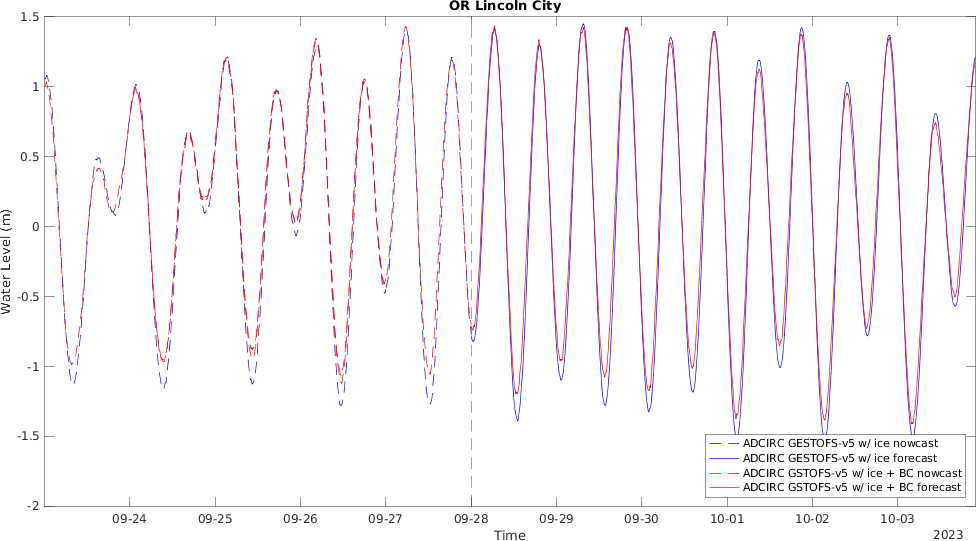 OR Lincoln City
1.5
1
0.5
0
-0.5
-1
-1.5
-2
Water Level (m)
09-24
09-25
09-26
09-27
09-28
09-29
09-30
10-01
10-02
10-03
Time
2023
ADCIRC GESTOFS-v5 w/ ice nowcast
ADCIRC GESTOFS-v5 w/ ice forecast
ADCIRC GSTOFS-v5 w/ ice + BC nowcast
ADCIRC GSTOFS-v5 w/ ice + BC forecast